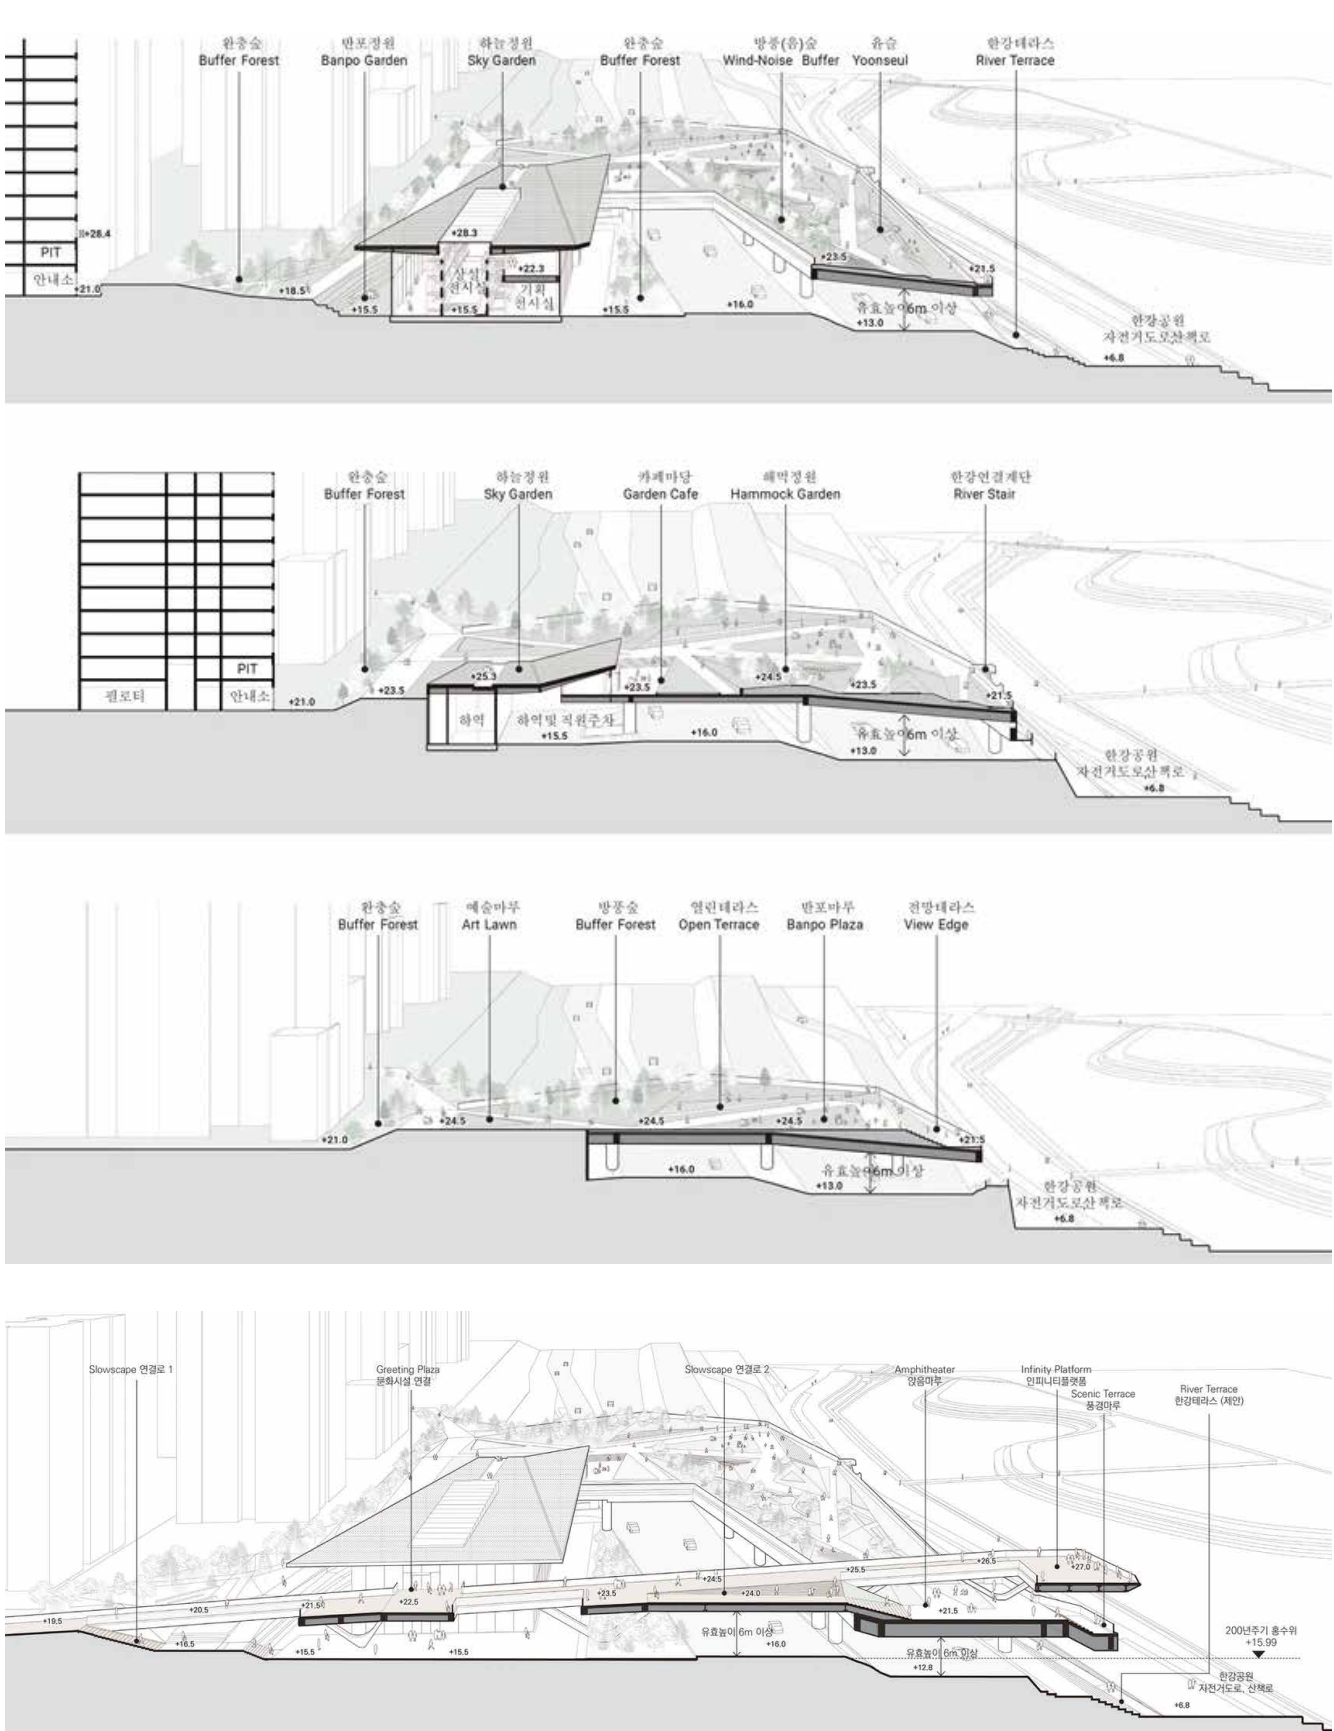 완충숲
Buffer Forest
반포정원
Banpo Garden
하늘정원
Sky Garden
완충숲
Buffer Forest
방풍(음)숲
Wind-Noise Buffer
윤슬
Yoonseul
한강테라스
River Terrace
+28.4
PIT
안내소
+21.0
+18.5
+15.5
+28.3
상설
전시실
+15.5
+22.3
기획
전시실
+15.5
+16.0
+23.5
+21.5
유효높이 6m 이상
+13.0
한강공원
자전거도로산책로
+6.8
완충숲
Buffer Forest
하늘정원
Sky Garden
카페마당
Garden Cafe
해먹정원
Hammock Garden
한강연결계단
River Stair
PIT
필로티
안내소
+21.0
+23.5
+25.3
하역
하역및 직원주차
+15.5
+23.5
+16.0
+24.5
+23.5
+21.5
유효높이 6m 이상
+13.0
한강공원
자전거도로산책로
+6.8
완충숲
Buffer Forest
예술마루
Art Lawn
방풍숲
Buffer Forest
열린테라스
Open Terrace
반포마루
Banpo Plaza
전망테라스
View Edge
+21.0
+24.5
+24.5
+24.5
+21.5
+16.0
유효높이 6m 이상
+13.0
한강공원
자전거도로산책로
+6.8
Slowscape 연결로 1
Greeting Plaza
문화시설 연결
Slowscape 연결로 2
Amphitheater
앉음마루
Infinity Platform
인피니티플랫폼
Scenic Terrace
풍경마루
River Terrace
한강테라스 (제안)
+19.5
+20.5
+16.5
+21.5
+22.5
+15.5
+15.5
+23.5
+24.5
+24.0
+25.5
+26.5
+27.0
+21.5
유효높이 6m 이상
+16.0
유효높이 6m 이상
+12.8
200년주기 홍수위
+15.99
한강공원
자전거도로, 산책로
+6.8